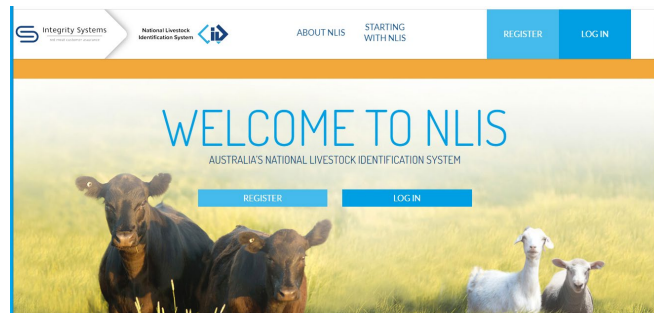 Integrity Systems
National Livestock
Identification System
ABOUT NLIS
STARTING
WITH NLIS
REGISTER
LOG IN
WELCOME TO NLIS
AUSTRALIA'S NATIONAL LIVESTOCK IDENTIFICATION SYSTEM
REGISTER
LOG IN